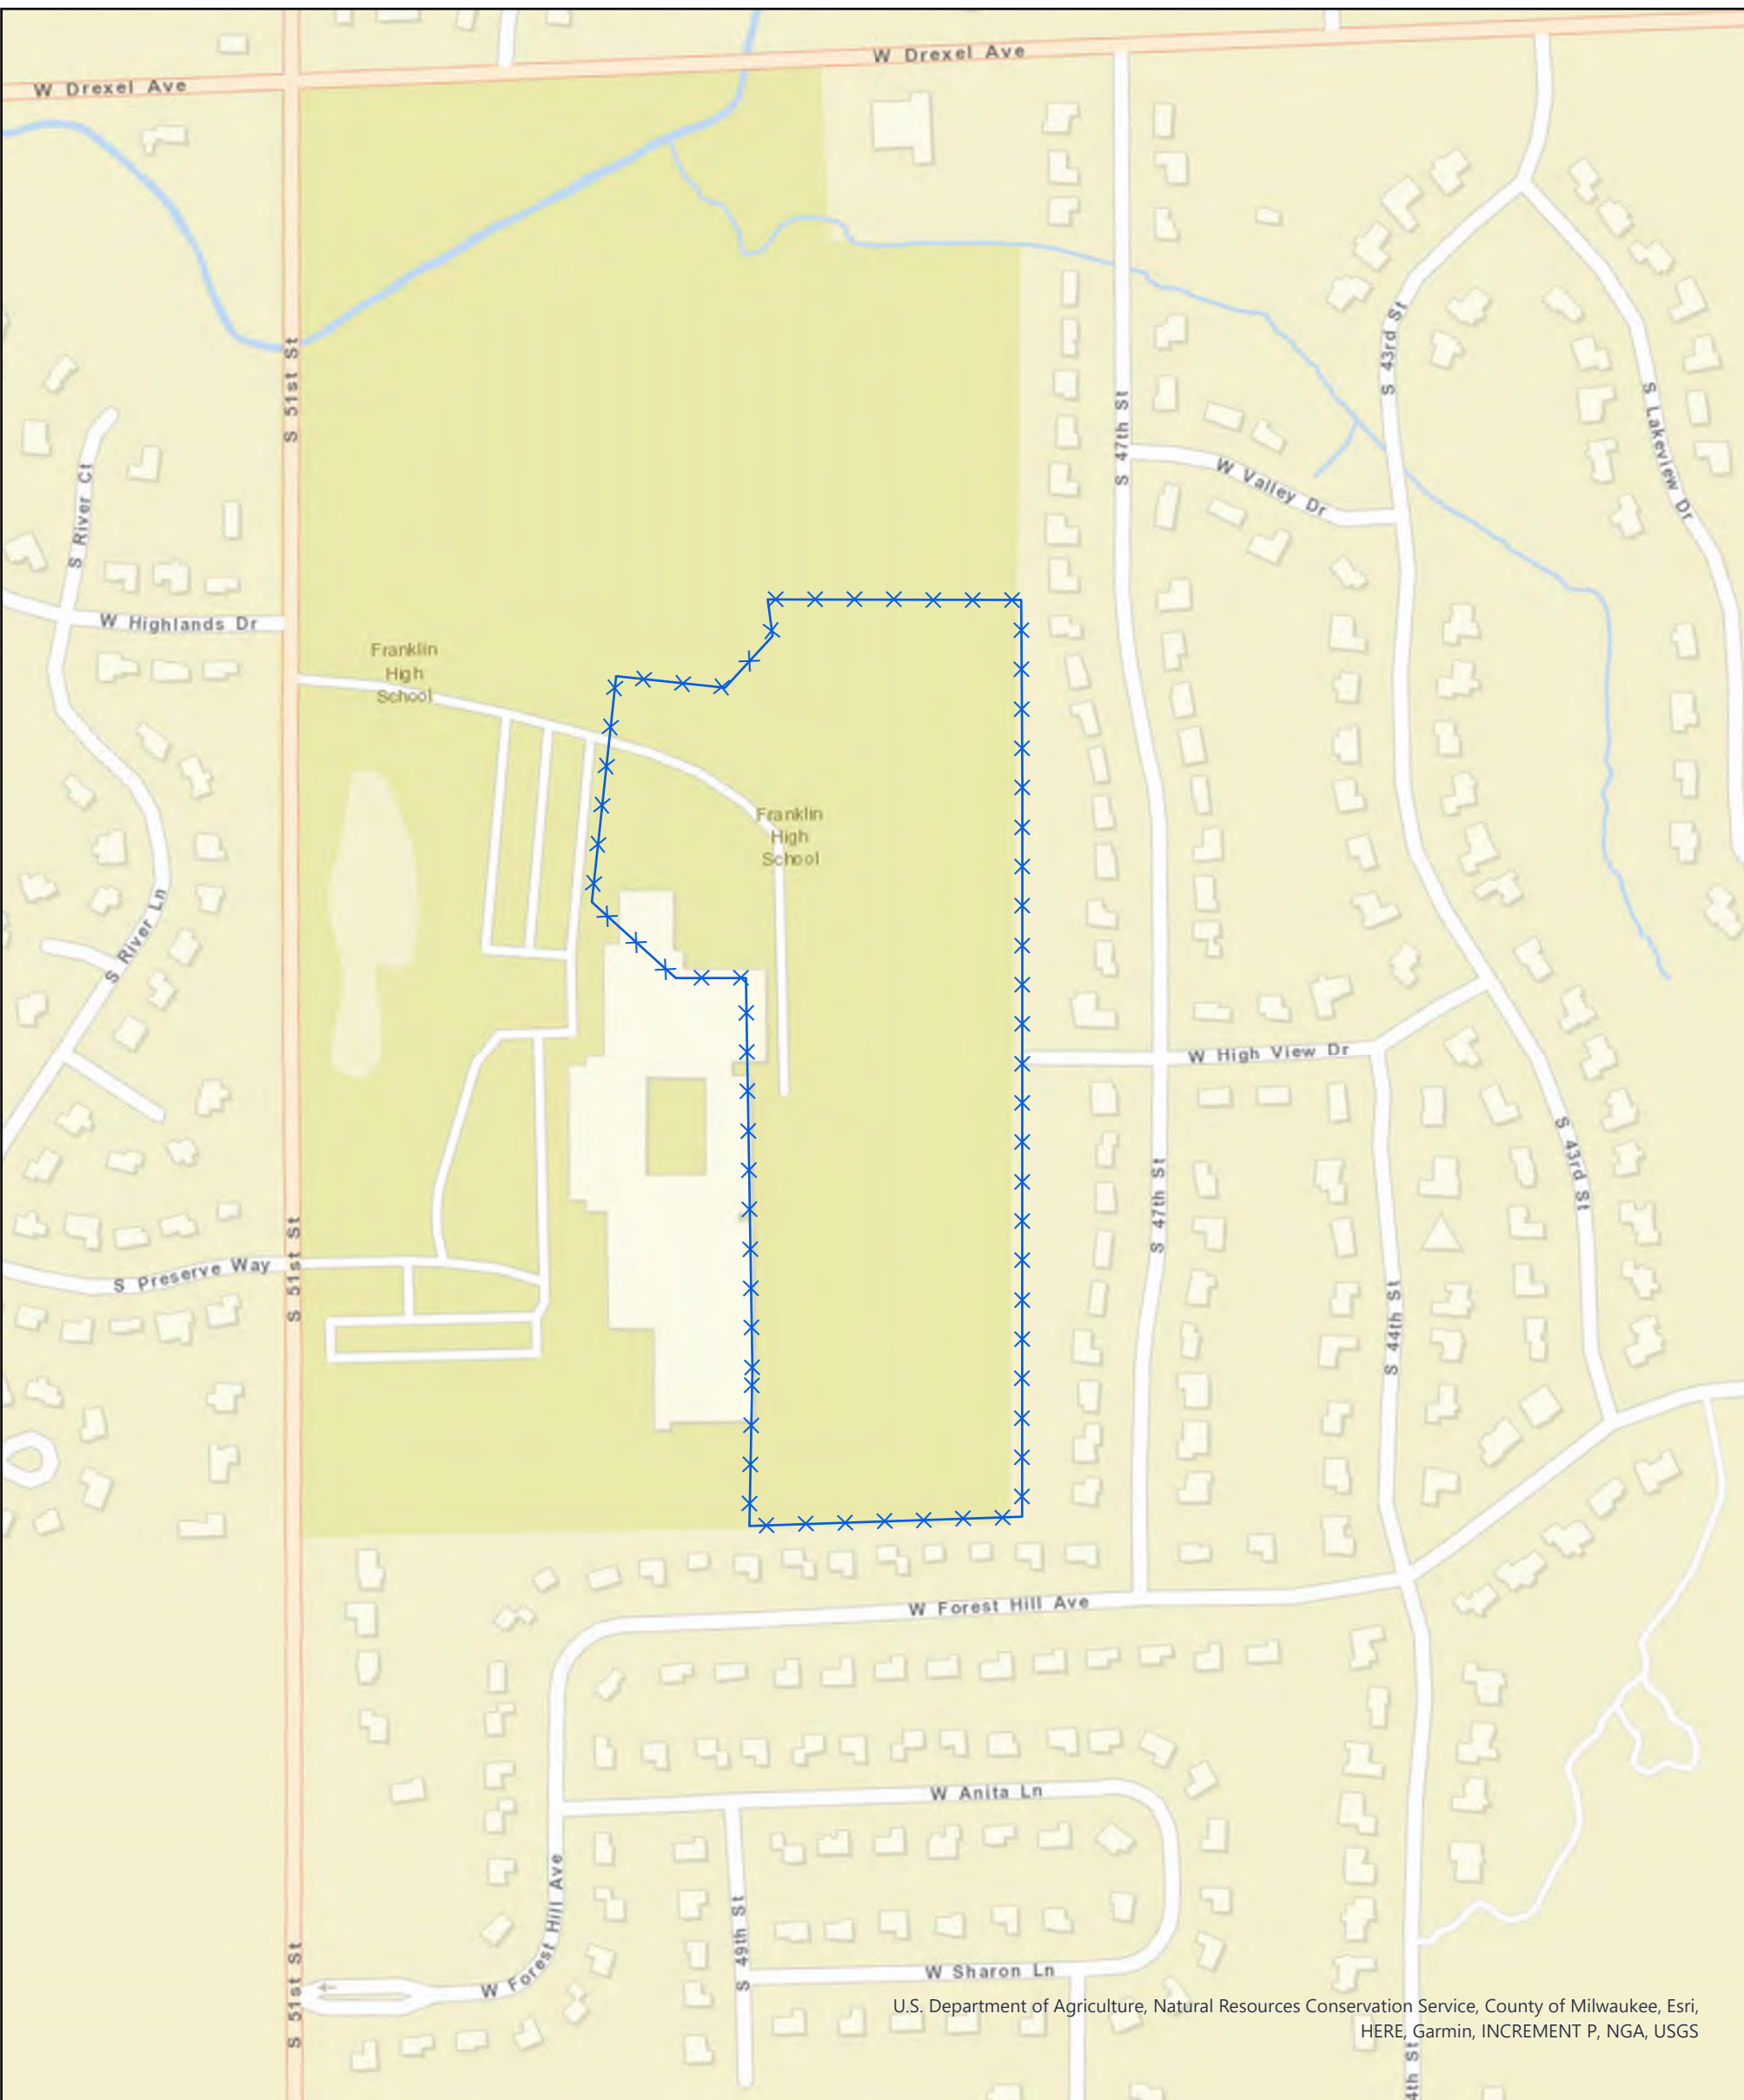 W Drexel Ave
W Drexel Ave
S 51st St
S 47th St
S 43rd St
S Lakeview Dr
W Valley Dr
S River Ct
W Highlands Dr
Franklin
High
School
Franklin
High
School
S River Ln
W High View Dr
S 43rd St
S 47th St
S 51st St
S Preserve Way
S 44th St
W Forest Hill Ave
W Anita Ln
W Forest Hill Ave
S 49th St
S 51st St
W Sharon Ln
U.S. Department of Agriculture, Natural Resources Conservation Service, County of Milwaukee, Esri,
HERE, Garmin, INCREMENT P, NGA, USGS
4th St